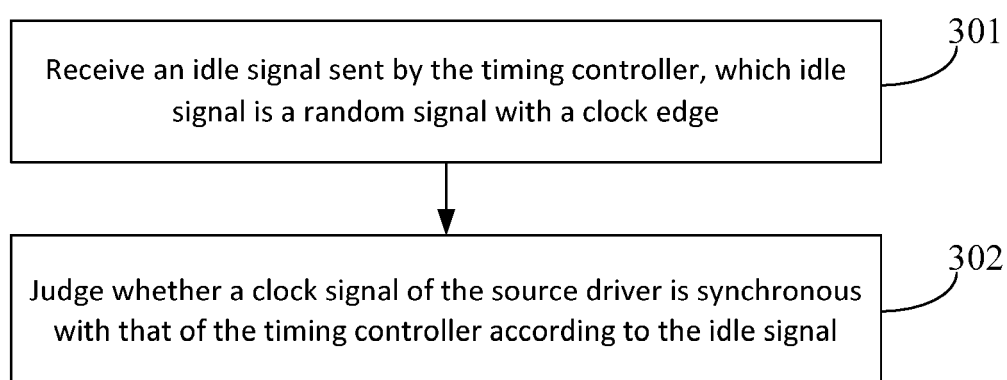 301
Receive an idle signal sent by the timing controller, which idle
signal is a random signal with a clock edge
302
Judge whether a clock signal of the source driver is synchronous
with that of the timing controller according to the idle signal